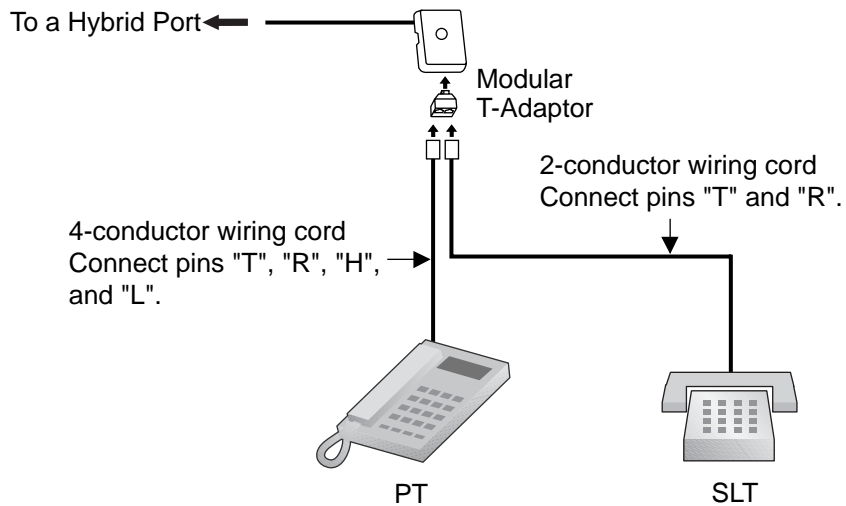 To a Hybrid Port
Modular
T-Adaptor
2-conductor wiring cord
Connect pins "T" and "R".
4-conductor wiring cord
Connect pins "T", "R", "H",
and "L".
PT
SLT